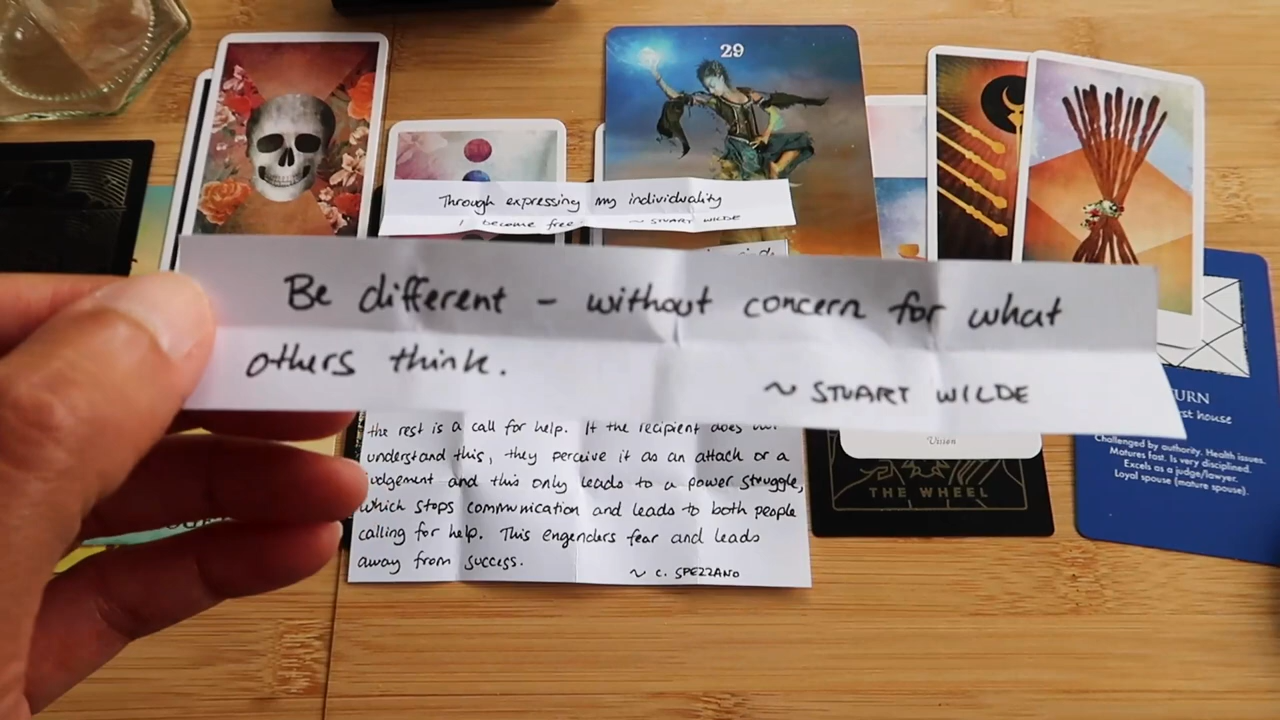 29
Through expressing my individuality
I become free ~ STUART WILDE
Be different - without concern for what
others think.
~ STUART WILDE
the rest is a call for help. If the recipient does not
understand this, they perceive it as an attack or a
judgement and this only leads to a power struggle,
which stops communication and leads to both people
calling for help. This engenders fear and leads
away from success.
~ C. SPEZZANO
Vision
THE WHEEL
URN
st house
Challenged by authority. Health issues.
Matures fast. Is very disciplined.
Excels as a judge/lawyer.
Loyal spouse (mature spouse).